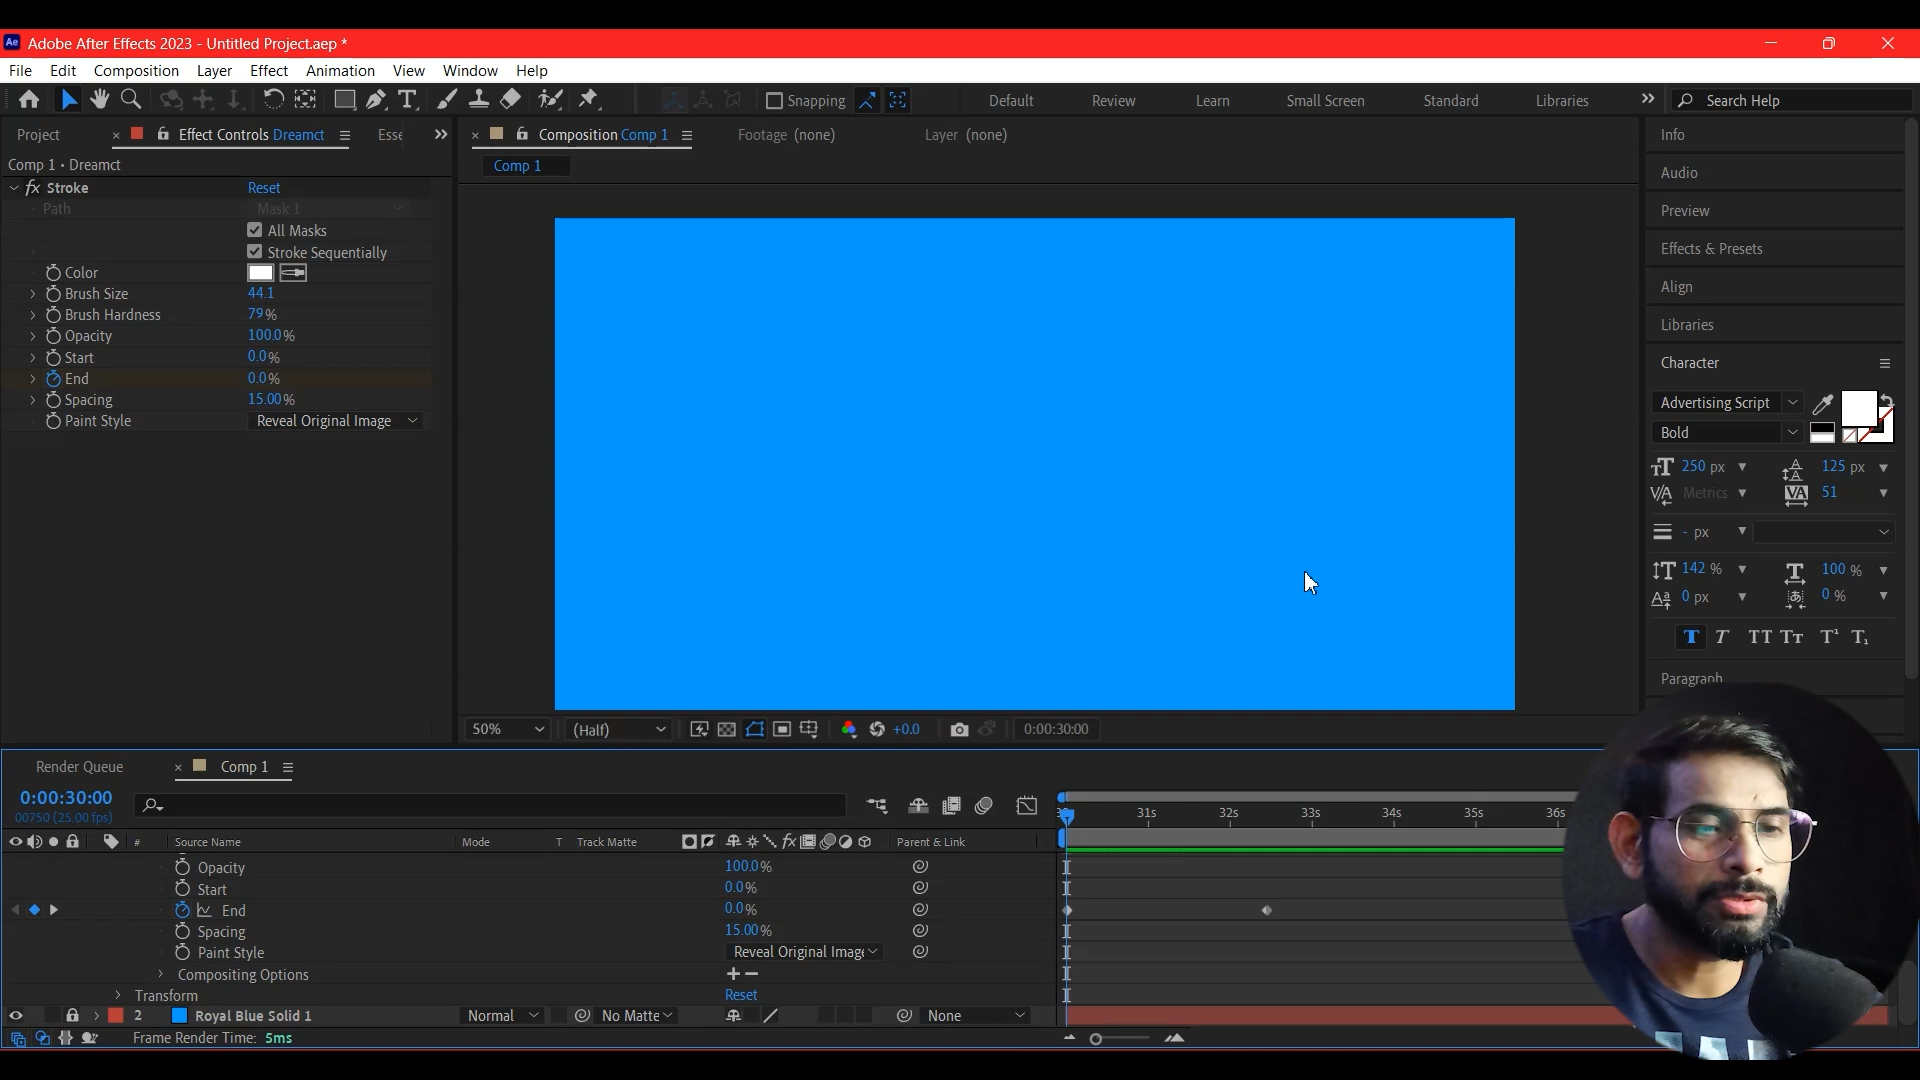 Ae Adobe After Effects 2023 - Untitled Project.aep *
File Edit Composition Layer Effect Animation View Window Help
Snapping Default Review Learn Small Screen Standard Libraries Search Help
Project Effect Controls Dreamct Esse Composition Comp 1 Footage (none) Layer (none) Info
Comp 1 • Dreamct Comp 1
Audio
fx Stroke Reset
Path Mask 1
Preview
All Masks
Stroke Sequentially Effects & Presets
Color
Align
Brush Size 44.1
Brush Hardness 79%
Libraries
Opacity 100.0%
Start 0.0%
Character
End 0.0%
Spacing 15.00%
Advertising Script
Paint Style Reveal Original Image
Bold
250 px 125 px
Metrics 51
- px
142 % 100 %
0 px 0 %
T T TT Tт T¹ T₁
Paragraph
50% (Half) +0.0 0:00:30:00
Render Queue Comp 1
0:00:30:00
00750 (25.00 fps)
31s 32s 33s 34s 35s 36s
# Source Name Mode T Track Matte fx Parent & Link
Opacity 100.0%
Start 0.0%
End 0.0%
Spacing 15.00%
Paint Style Reveal Original Image
Compositing Options + −
Transform Reset
2 Royal Blue Solid 1 Normal No Matte None
Frame Render Time: 5ms